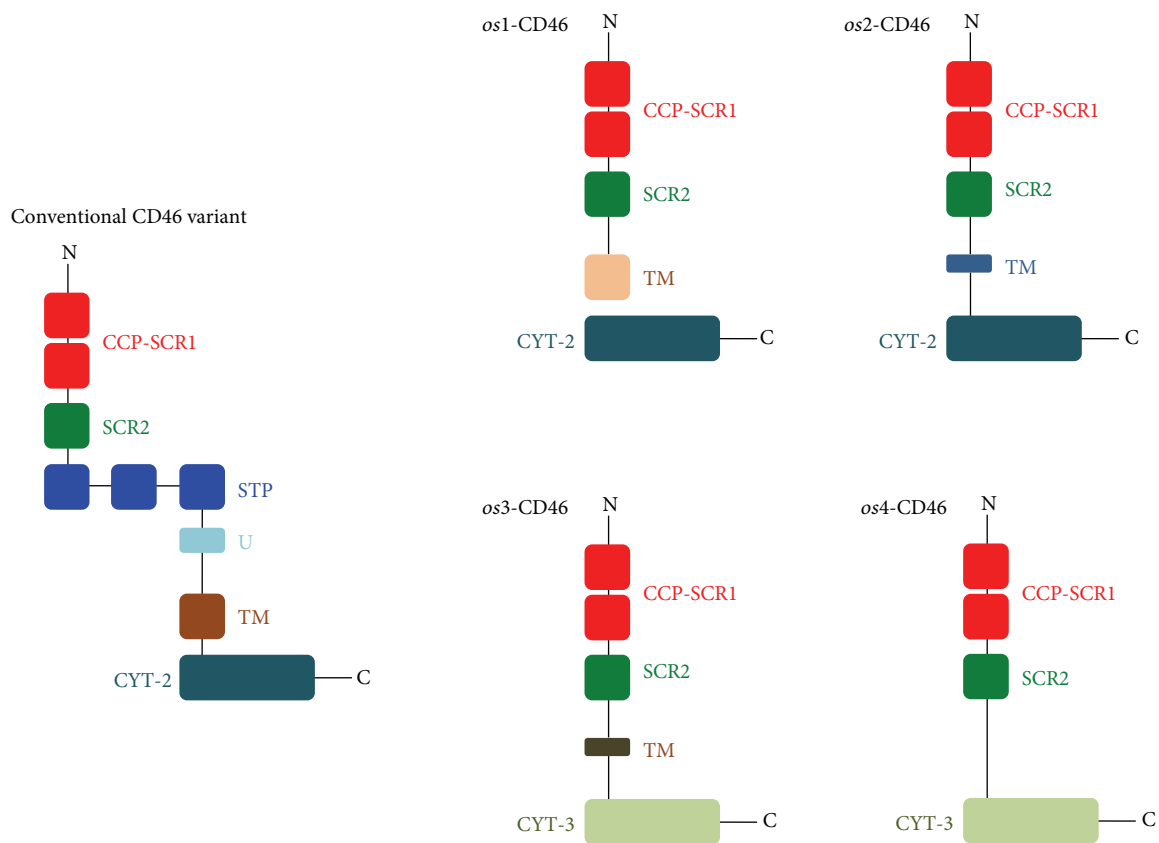 Conventional CD46 variant
N
CCP-SCR1
SCR2
STP
U
TM
CYT-2
C
os1-CD46
N
CCP-SCR1
SCR2
TM
CYT-2
C
os2-CD46
N
CCP-SCR1
SCR2
TM
CYT-2
C
os3-CD46
N
CCP-SCR1
SCR2
TM
CYT-3
C
os4-CD46
N
CCP-SCR1
SCR2
CYT-3
C